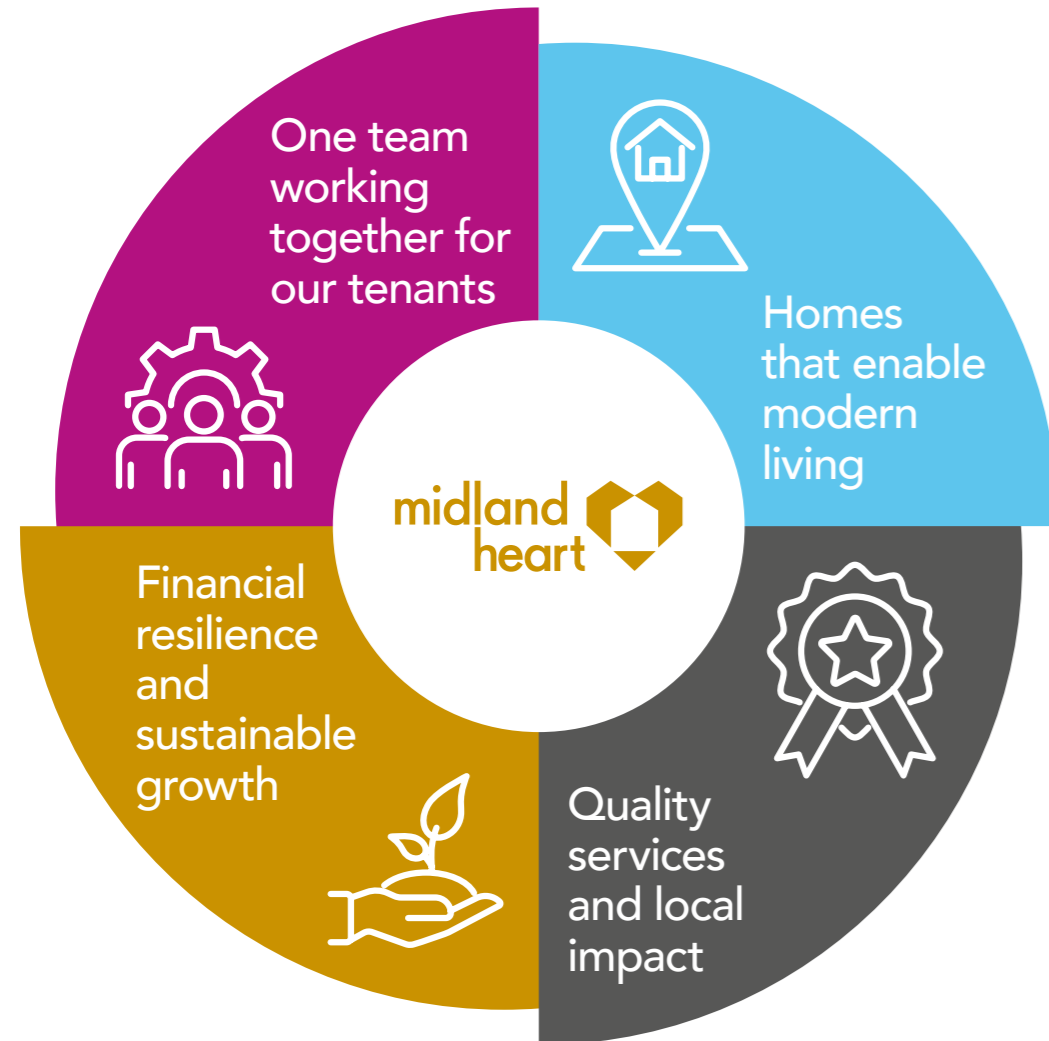 One team
working
together for
our tenants
Homes
that enable
modern
living
midland
heart
Financial
resilience
and
sustainable
growth
Quality
services
and local
impact